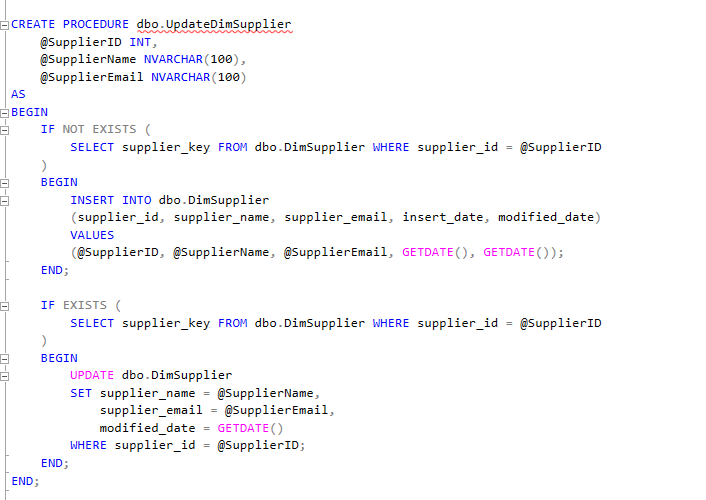 CREATE PROCEDURE dbo.UpdateDimSupplier
    @SupplierID INT,
    @SupplierName NVARCHAR(100),
    @SupplierEmail NVARCHAR(100)
AS
BEGIN
    IF NOT EXISTS (
        SELECT supplier_key FROM dbo.DimSupplier WHERE supplier_id = @SupplierID
    )
    BEGIN
        INSERT INTO dbo.DimSupplier
        (supplier_id, supplier_name, supplier_email, insert_date, modified_date)
        VALUES
        (@SupplierID, @SupplierName, @SupplierEmail, GETDATE(), GETDATE());
    END;

    IF EXISTS (
        SELECT supplier_key FROM dbo.DimSupplier WHERE supplier_id = @SupplierID
    )
    BEGIN
        UPDATE dbo.DimSupplier
        SET supplier_name = @SupplierName,
            supplier_email = @SupplierEmail,
            modified_date = GETDATE()
        WHERE supplier_id = @SupplierID;
    END;
END;